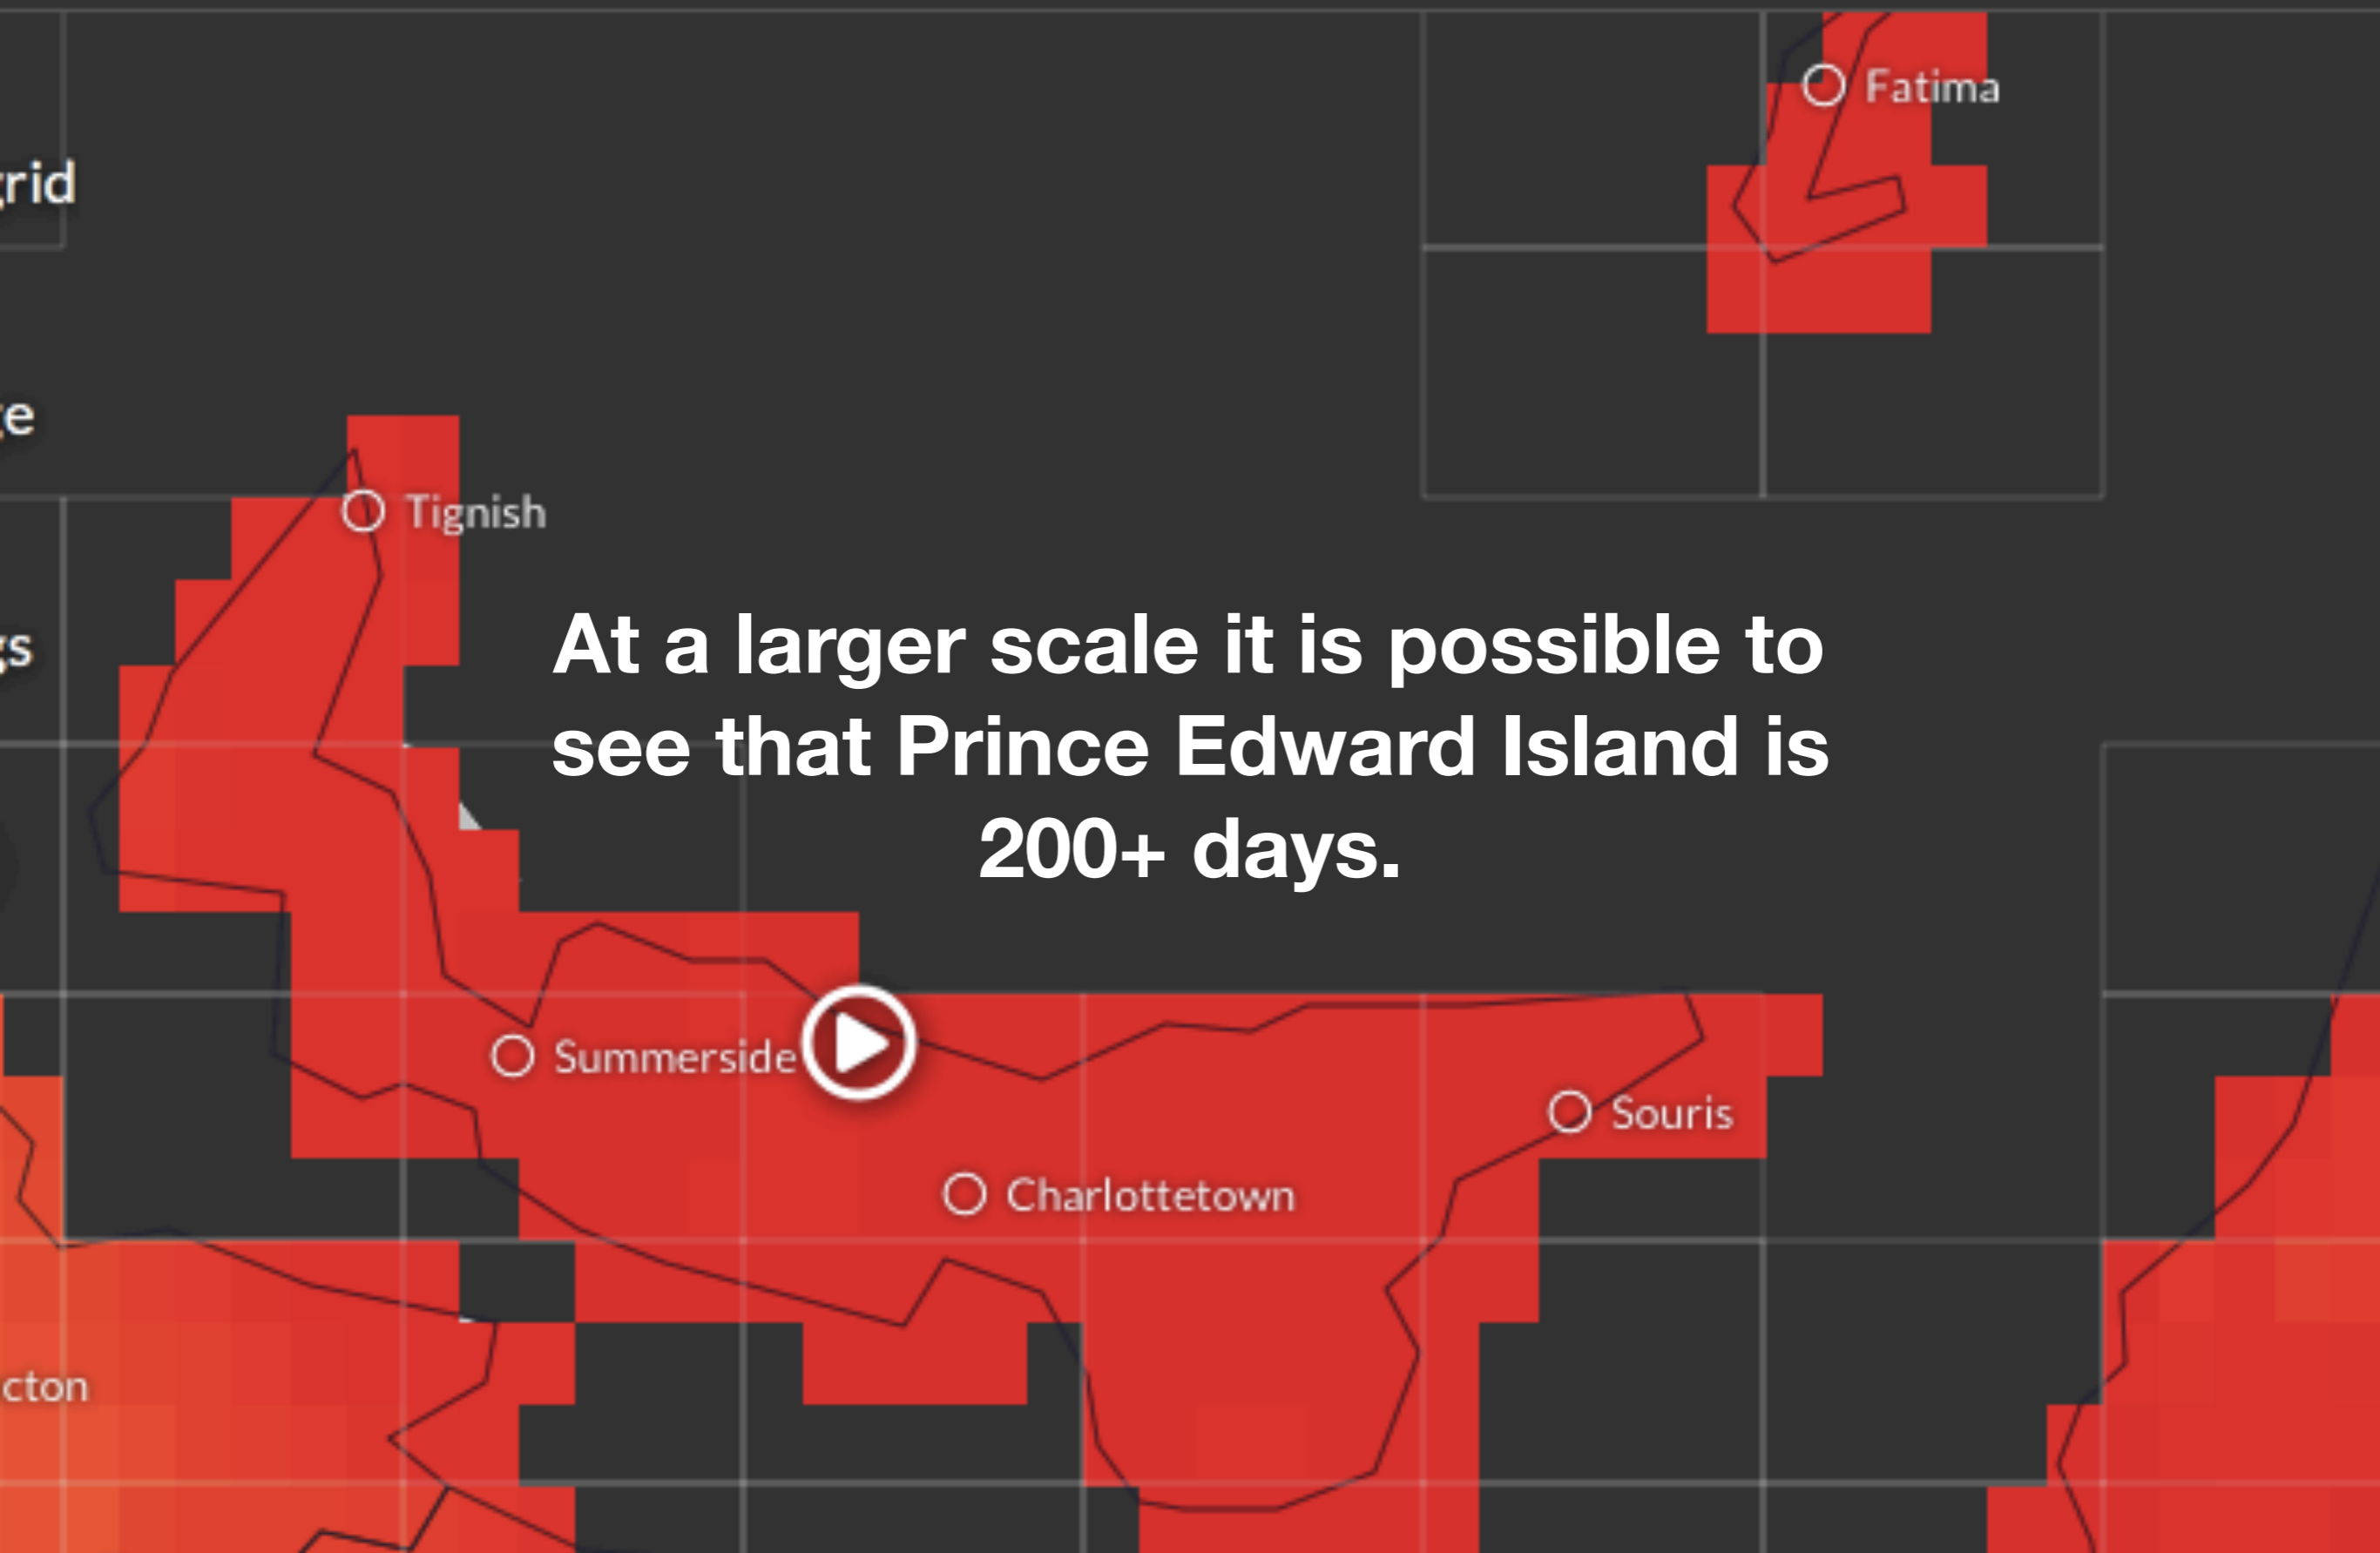 Fatima
grid
Tignish
At a larger scale it is possible to
see that Prince Edward Island is
200+ days.
Summerside
Souris
Charlottetown
cton